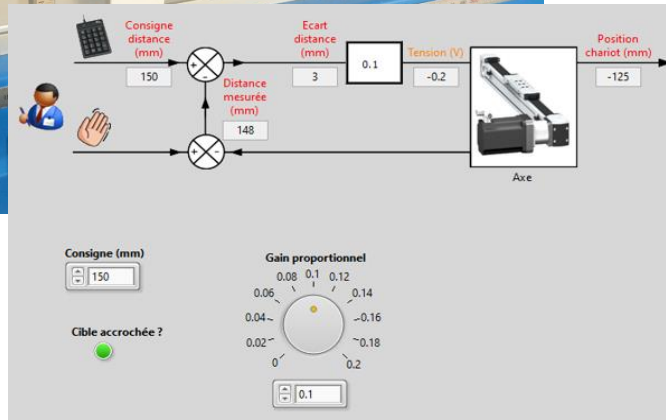 Consigne
distance
(mm)
150
Ecart
distance
(mm)
3
0.1
Tension (V)
-0.2
Position
chariot (mm)
-125
Distance
mesurée
(mm)
148
Axe
Consigne (mm)
150
Cible accrochée ?
Gain proportionnel
0
0.02
0.04
0.06
0.08
0.1
0.12
0.14
0.16
0.18
0.2
0.1